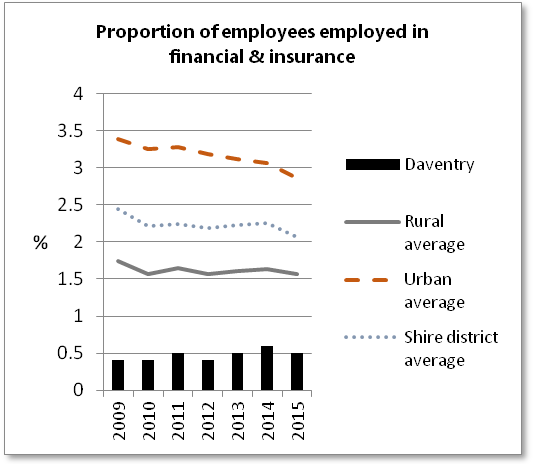 Proportion of employees employed in
financial & insurance
4
3.5
3
2.5
2
1.5
1
0.5
0
%
2009
2010
2011
2012
2013
2014
2015
Daventry
Rural
average
Urban
average
Shire district
average